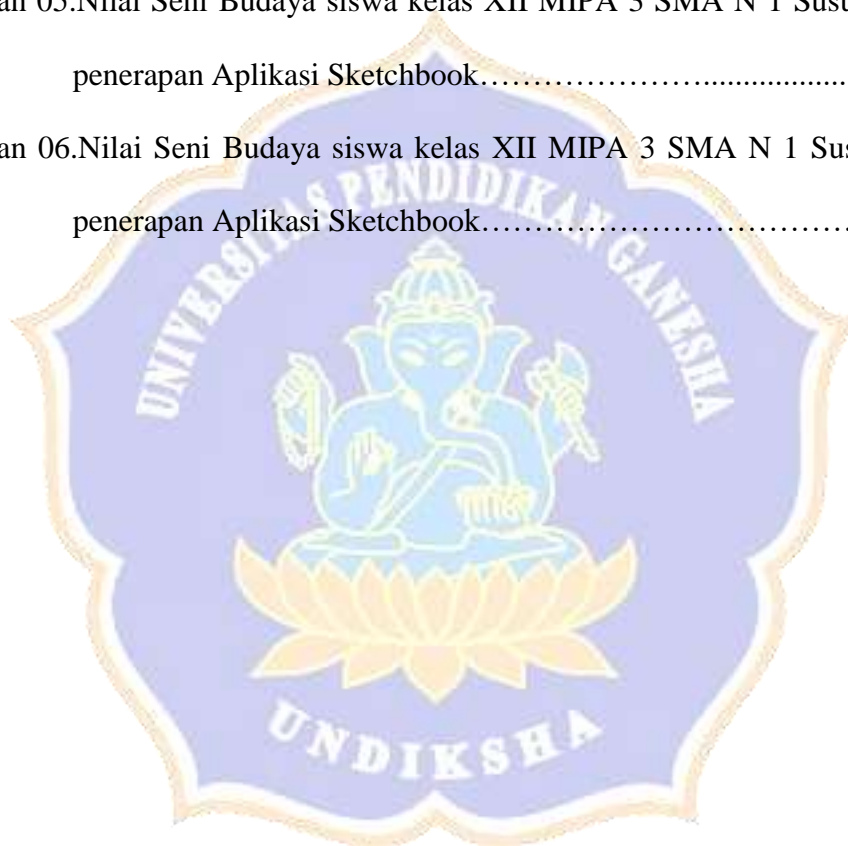 an 05.Nilai Seni Budaya siswa kelas XII MIPA 3 SMA N 1 Susu
penerapan Aplikasi Sketchbook…………………..................
an 06.Nilai Seni Budaya siswa kelas XII MIPA 3 SMA N 1 Sus
penerapan Aplikasi Sketchbook………………………………
UNIVERSITAS PENDIDIKAN GANESHA
UNDIKSHA